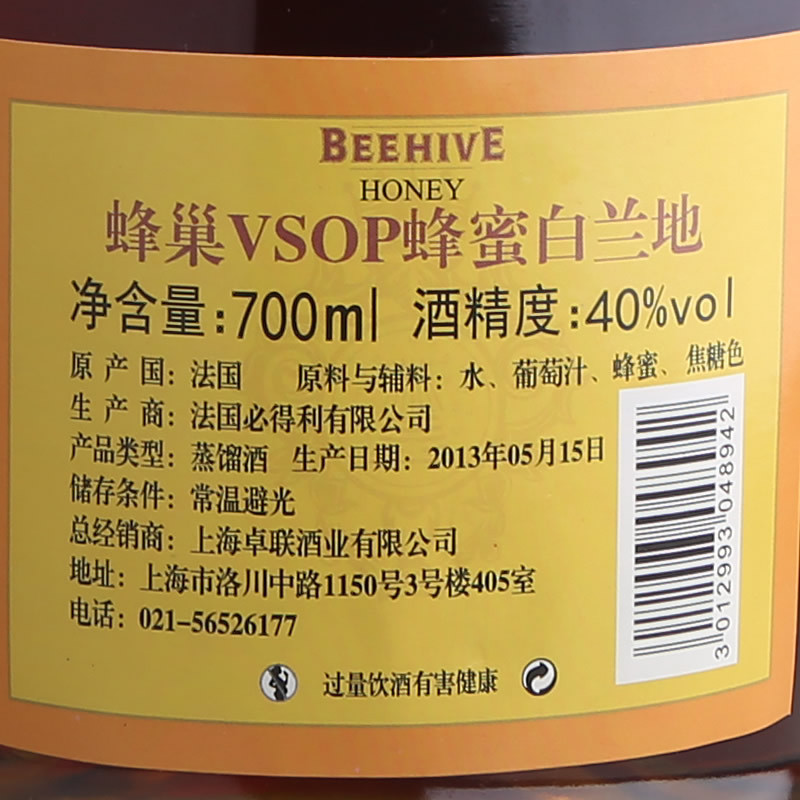 BEEHIVE
HONEY
蜂巢VSOP蜂蜜白兰地
净含量:700ml 酒精度:40%vol
原产国：法国 原料与辅料：水、葡萄汁、蜂蜜、焦糖色
生产商：法国必得利有限公司
产品类型：蒸馏酒 生产日期：2013年05月15日
储存条件：常温避光
总经销商：上海卓联酒业有限公司
地址：上海市洛川中路1150号3号楼405室
电话：021-56526177
过量饮酒有害健康
3 012993 048942